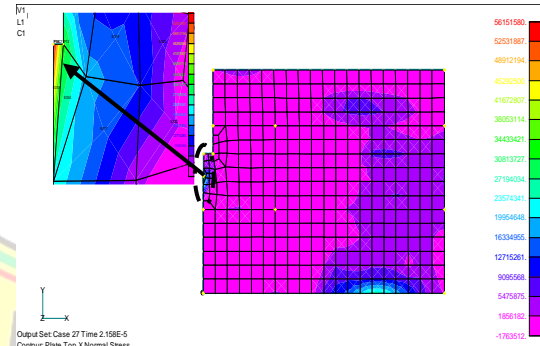 V1
L1
C1
56151580.
52531887.
48912194.
41672807.
38053114.
34433421.
30813727.
27194034.
23574341.
19954648.
16334955.
12715261.
9095568.
5475875.
1856182.
-1763512.
Y
Z X
Output Set: Case 27 Time 2.158E-5
Contour: Plate Top X Normal Stress